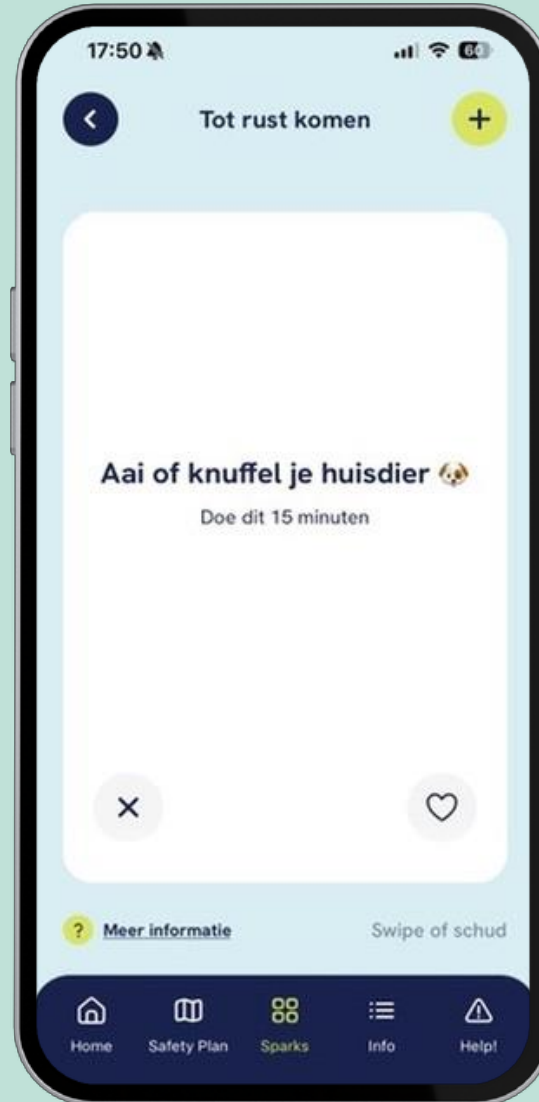 17:50
60
Tot rust komen
Aai of knuffel je huisdier 🐶
Doe dit 15 minuten
? Meer informatie
Swipe of schud
Home
Safety Plan
Sparks
Info
Help!